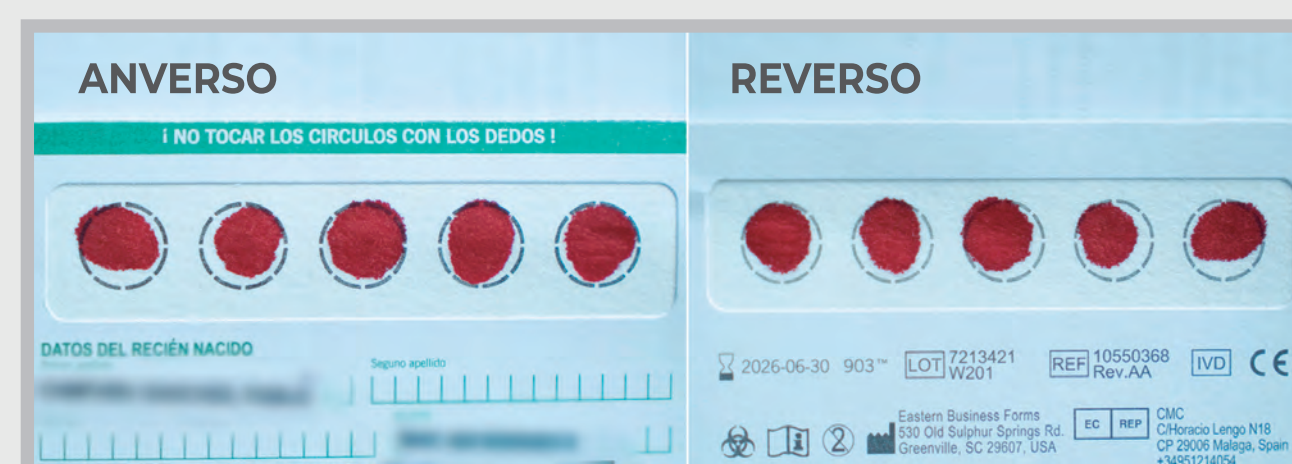 ANVERSO
¡ NO TOCAR LOS CIRCULOS CON LOS DEDOS !
DATOS DEL RECIÉN NACIDO
Seguno apellido
REVERSO
2026-06-30 903™ LOT 7213421 W201 REF 10550368 Rev.AA IVD CE
2
Eastern Business Forms
530 Old Sulphur Springs Rd.
Greenville, SC 29607, USA
EC REP
CMC
C/Horacio Lengo N18
CP 29006 Malaga, Spain
+34951214054